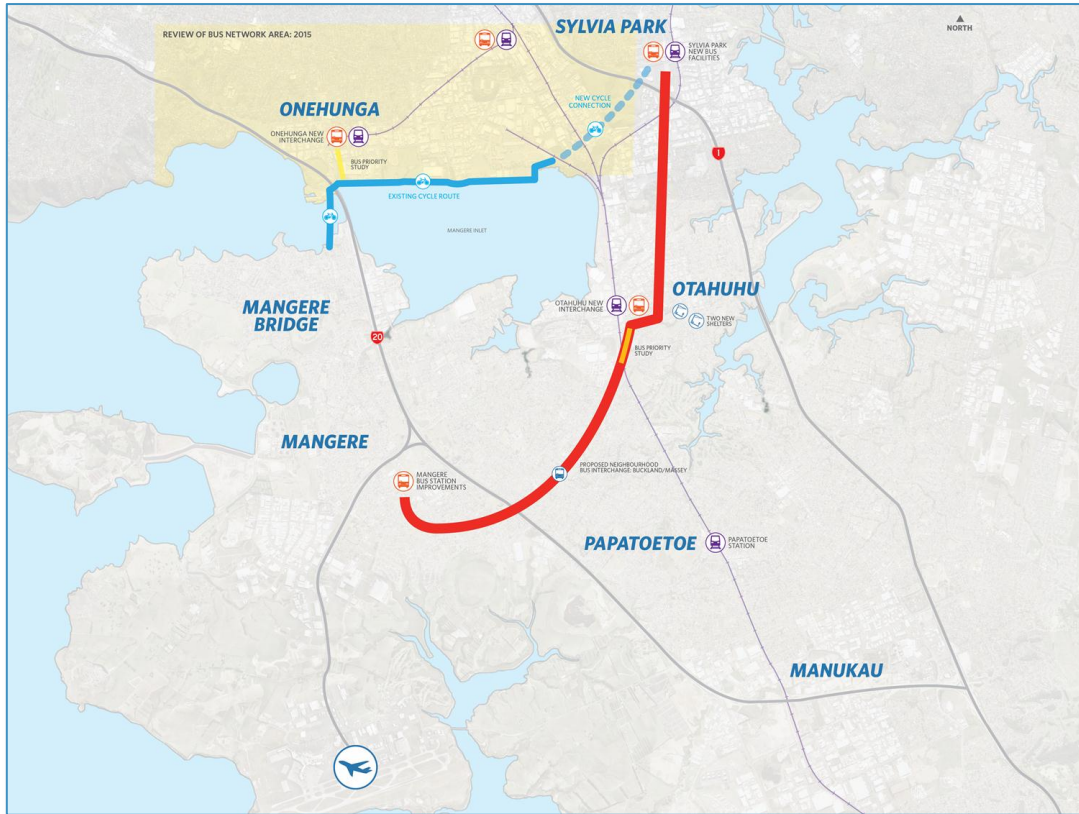 REVIEW OF BUS NETWORK AREA: 2015
SYLVIA PARK
NORTH
SYLVIA PARK
NEW BUS
FACILITIES
ONEHUNGA
NEW CYCLE
CONNECTION
ONEHUNGA NEW
INTERCHANGE
BUS PRIORITY
STUDY
1
EXISTING CYCLE ROUTE
MANGERE INLET
MANGERE
BRIDGE
OTAHUHU
OTAHUHU NEW
INTERCHANGE
TWO NEW
SHELTERS
20
BUS PRIORITY
STUDY
MANGERE
MANGERE
BUS STATION
IMPROVEMENTS
PROPOSED NEIGHBOURHOOD
BUS INTERCHANGE: BUCKLAND/MASSEY
PAPATOETOE
PAPATOETOE
STATION
MANUKAU